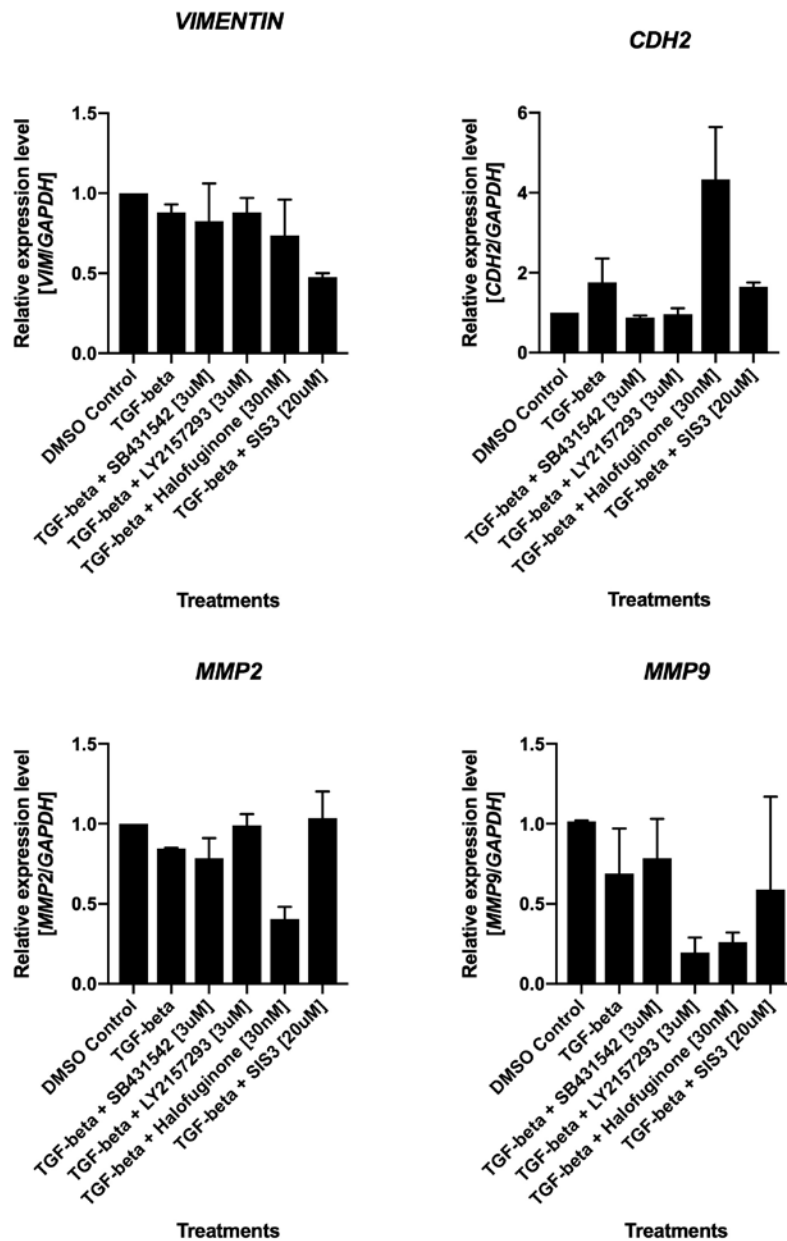 VIMENTIN
Relative expression level
[VIM/GAPDH]
1.5
1.0
0.5
0.0
DMSO Control
TGF-beta
TGF-beta + SB431542 [3uM]
TGF-beta + LY2157293 [3uM]
TGF-beta + Halofuginone [30nM]
TGF-beta + SIS3 [20uM]
Treatments
CDH2
Relative expression level
[CDH2/GAPDH]
6
4
2
0
DMSO Control
TGF-beta
TGF-beta + SB431542 [3uM]
TGF-beta + LY2157293 [3uM]
TGF-beta + Halofuginone [30nM]
TGF-beta + SIS3 [20uM]
Treatments
MMP2
Relative expression level
[MMP2/GAPDH]
1.5
1.0
0.5
0.0
DMSO Control
TGF-beta
TGF-beta + SB431542 [3uM]
TGF-beta + LY2157293 [3uM]
TGF-beta + Halofuginone [30nM]
TGF-beta + SIS3 [20uM]
Treatments
MMP9
Relative expression level
[MMP9/GAPDH]
1.5
1.0
0.5
0.0
DMSO Control
TGF-beta
TGF-beta + SB431542 [3uM]
TGF-beta + LY2157293 [3uM]
TGF-beta + Halofuginone [30nM]
TGF-beta + SIS3 [20uM]
Treatments